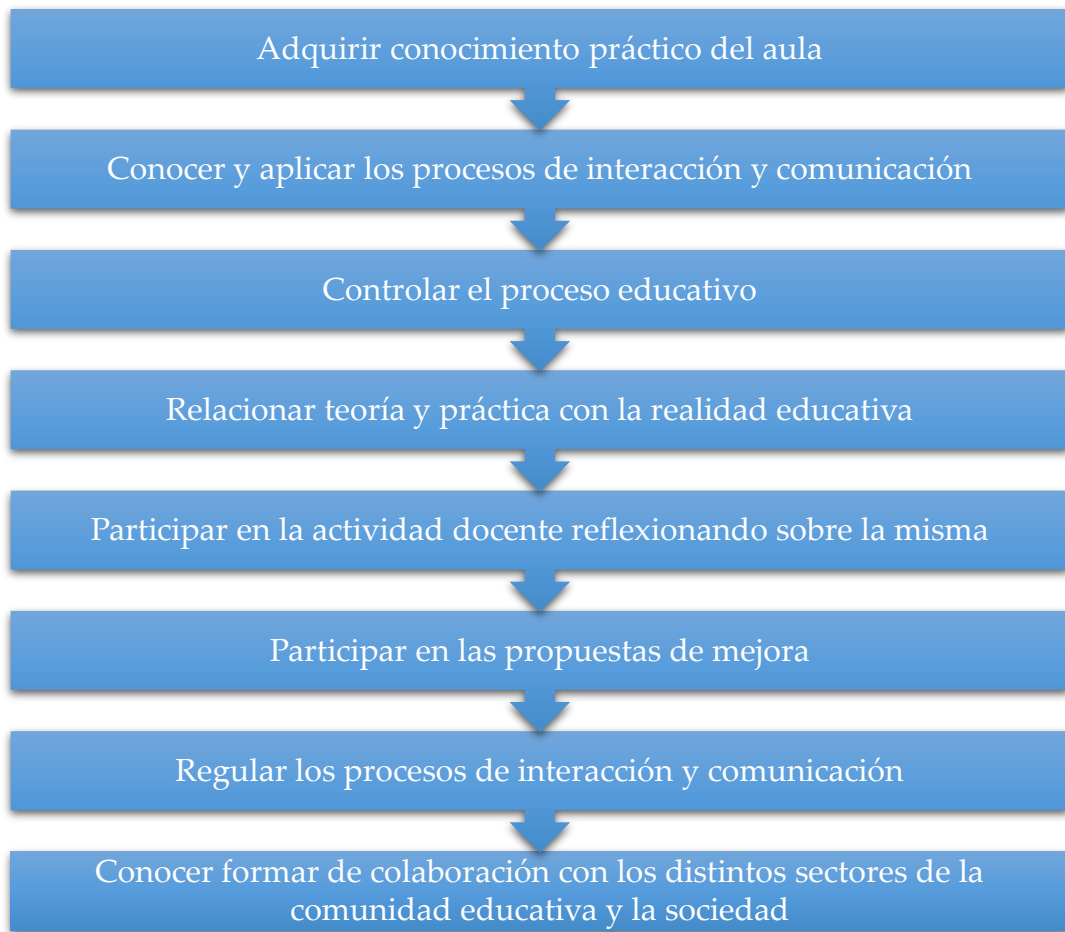 Adquirir conocimiento práctico del aula
Conocer y aplicar los procesos de interacción y comunicación
Controlar el proceso educativo
Relacionar teoría y práctica con la realidad educativa
Participar en la actividad docente reflexionando sobre la misma
Participar en las propuestas de mejora
Regular los procesos de interacción y comunicación
Conocer formar de colaboración con los distintos sectores de la
comunidad educativa y la sociedad